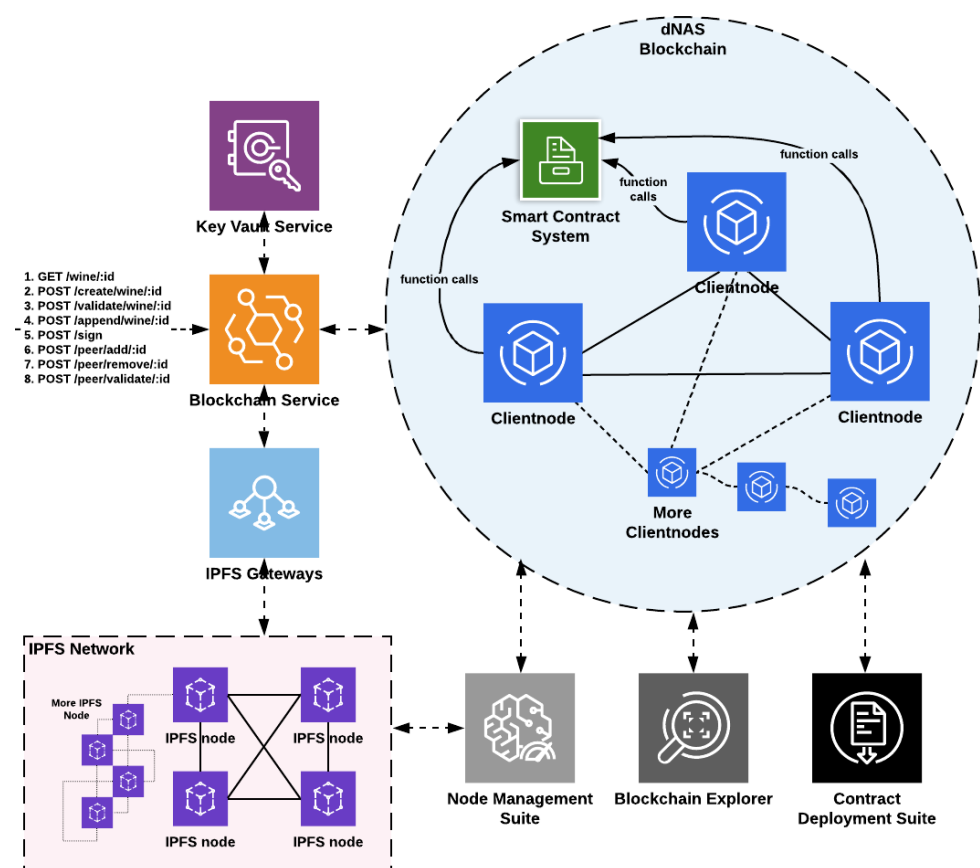 dNAS
Blockchain
Key Vault Service
1. GET /wine/:id
2. POST /create/wine/:id
3. POST /validate/wine/:id
4. POST /append/wine/:id
5. POST /sign
6. POST /peer/add/:id
7. POST /peer/remove/:id
8. POST /peer/validate/:id
Blockchain Service
IPFS Gateways
Smart Contract
System
function calls
function
calls
function calls
Clientnode
Clientnode
Clientnode
More
Clientnodes
IPFS Network
More IPFS
Node
IPFS node
IPFS node
IPFS node
IPFS node
Node Management
Suite
Blockchain Explorer
Contract
Deployment Suite